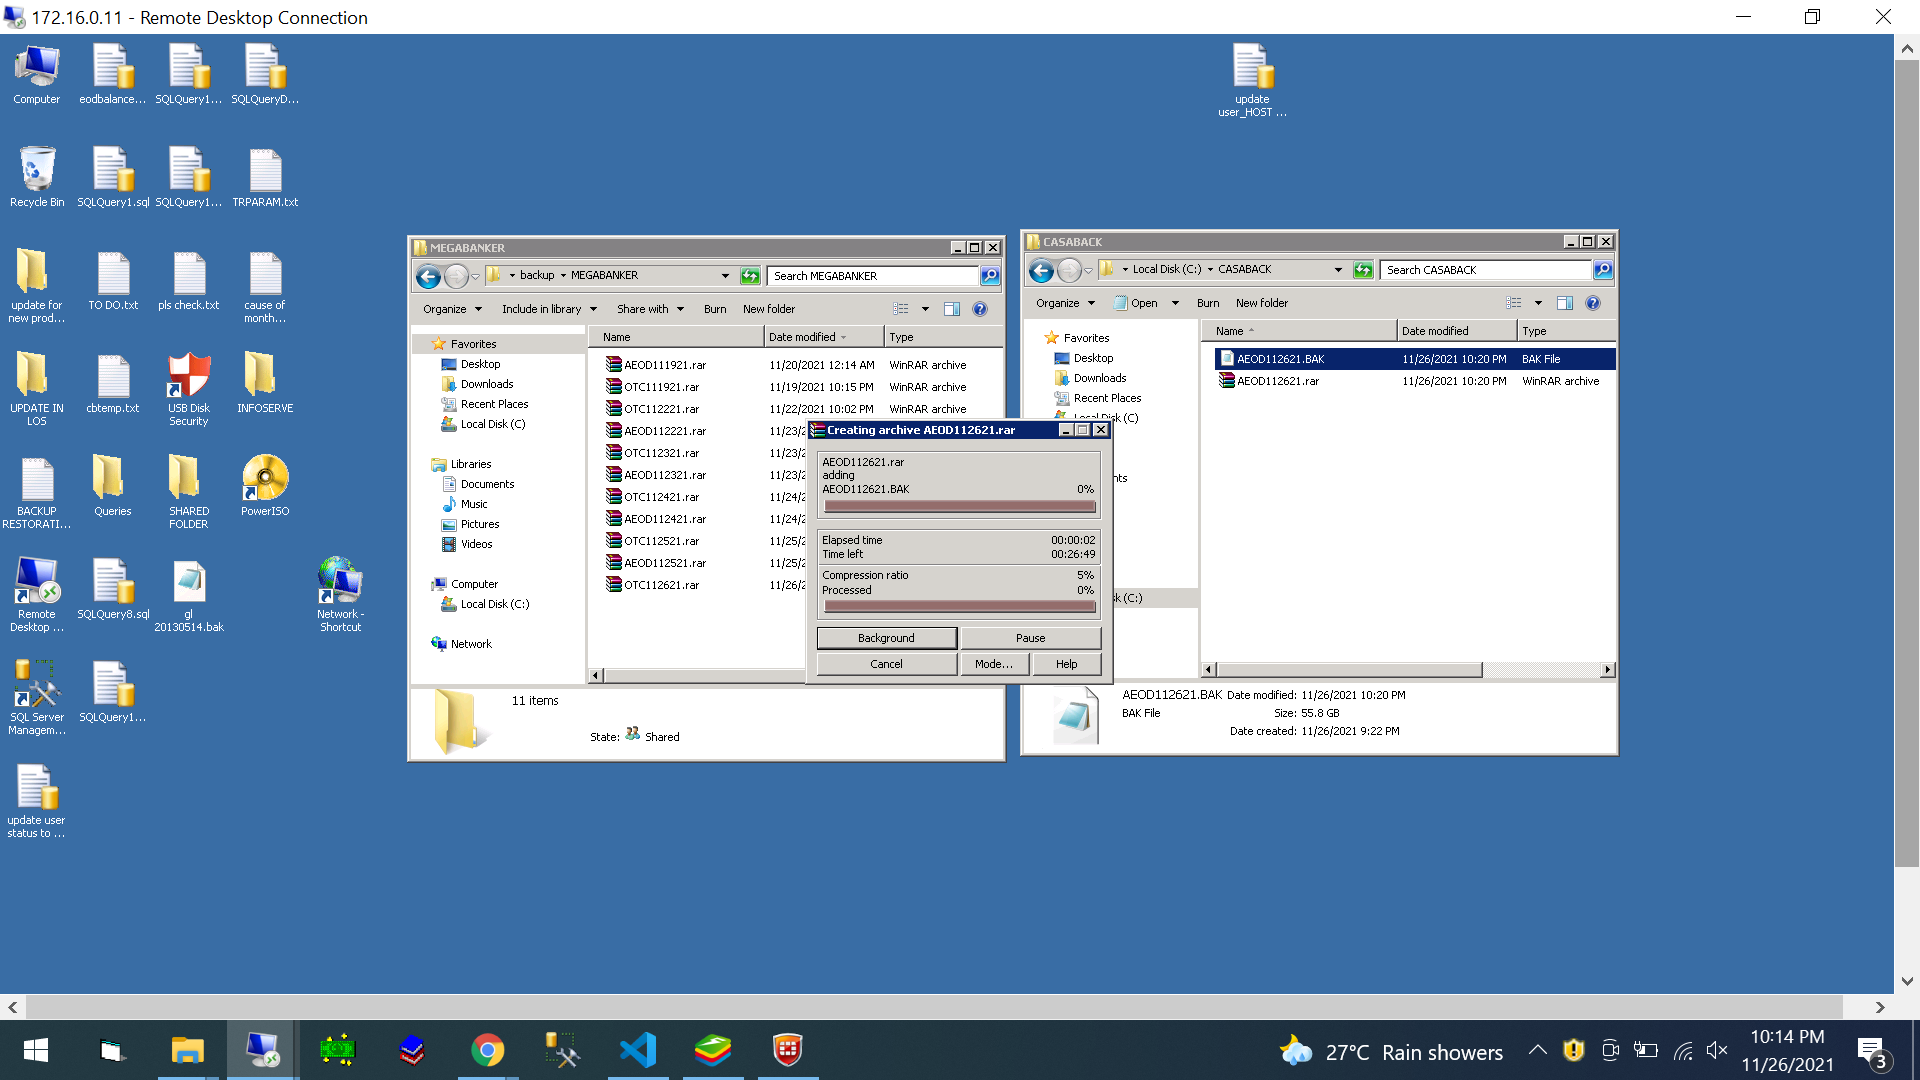 172.16.0.11 - Remote Desktop Connection
Computer
eodbalance...
SQLQuery1...
SQLQueryD...
update
user_HOST ...
Recycle Bin
SQLQuery1.sql
SQLQuery1...
TRPARAM.txt
update for
new prod...
TO DO.txt
pls check.txt
cause of
month...
UPDATE IN
LOS
cbtemp.txt
USB Disk
Security
INFOSERVE
BACKUP
RESTORATI...
Queries
SHARED
FOLDER
PowerISO
Remote
Desktop ...
SQLQuery8.sql
gl
20130514.bak
Network -
Shortcut
SQL Server
Managem...
SQLQuery1...
update user
status to ...
MEGABANKER
backup MEGABANKER
Search MEGABANKER
Organize Include in library Share with Burn New folder
Favorites
Desktop
Downloads
Recent Places
Local Disk (C)
Libraries
Documents
Music
Pictures
Videos
Computer
Local Disk (C:)
Network
Name Date modified Type
AEOD111921.rar 11/20/2021 12:14 AM WinRAR archive
OTC111921.rar 11/19/2021 10:15 PM WinRAR archive
OTC112221.rar 11/22/2021 10:02 PM WinRAR archive
AEOD112221.rar 11/23/2
OTC112321.rar 11/23/2
AEOD112321.rar 11/23/2
OTC112421.rar 11/24/2
AEOD112421.rar 11/24/2
OTC112521.rar 11/25/2
AEOD112521.rar 11/25/2
OTC112621.rar 11/26/2
11 items
State: Shared
Creating archive AEOD112621.rar
AEOD112621.rar
adding
AEOD112621.BAK 0%
Elapsed time 00:00:02
Time left 00:26:49
Compression ratio 5%
Processed 0%
Background Pause
Cancel Mode... Help
CASABACK
Local Disk (C:) CASABACK
Search CASABACK
Organize Open Burn New folder
Favorites
Desktop
Downloads
Recent Places
Local Disk (C)
nts
k (C:)
Name Date modified Type
AEOD112621.BAK 11/26/2021 10:20 PM BAK File
AEOD112621.rar 11/26/2021 10:20 PM WinRAR archive
AEOD112621.BAK Date modified: 11/26/2021 10:20 PM
BAK File Size: 55.8 GB
Date created: 11/26/2021 9:22 PM
27°C Rain showers
10:14 PM
11/26/2021
3